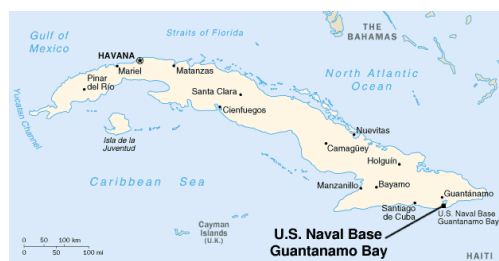 Gulf of
Mexico
Straits of Florida
THE
BAHAMAS
HAVANA
Mariel
Matanzas
Pinar
del Río
North Atlantic
Ocean
Santa Clara
Cienfuegos
Yucatan Channel
Isla de la
Juventud
Nuevitas
Camagüey
Holguín
Caribbean Sea
Manzanillo
Bayamo
Guantánamo
Santiago
de Cuba
U.S. Naval Base
Guantanamo Bay
Cayman
Islands
(U.K.)
U.S. Naval Base
Guantanamo Bay
0 50 100 km
0 50 100 mi
HAITI